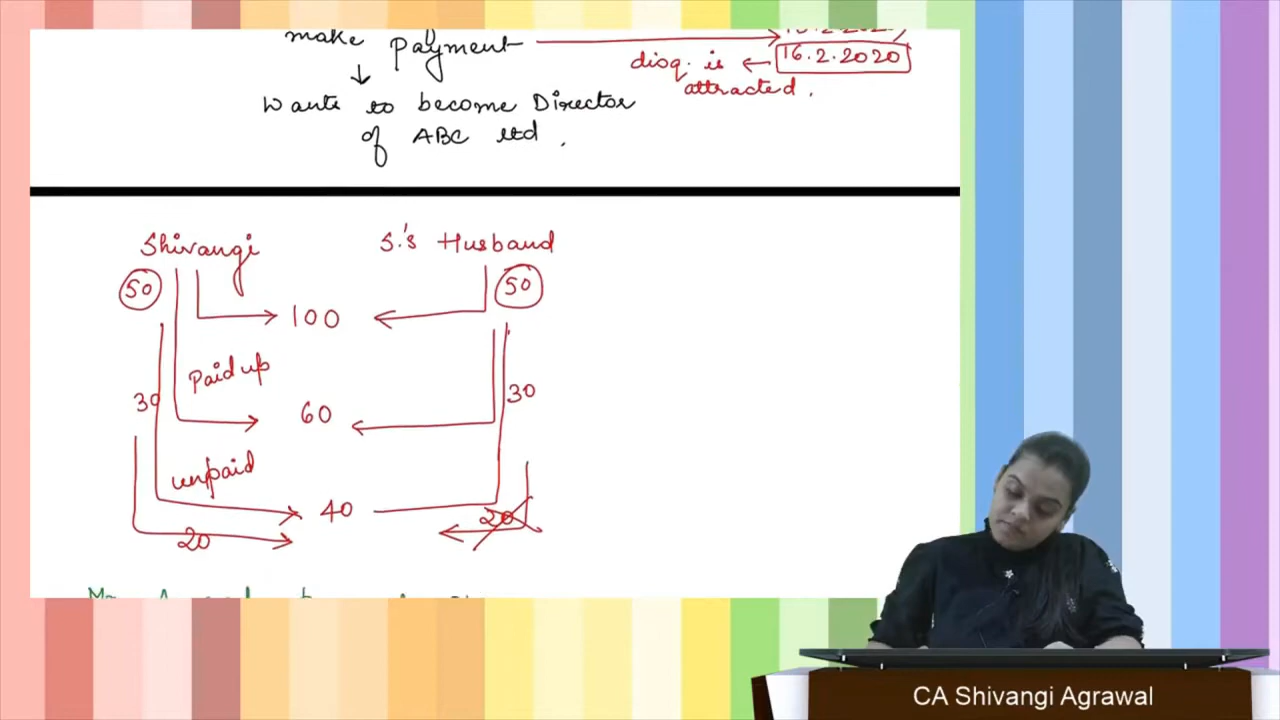 make payment
16.2.2020
disq. is
attracted.
Wants to become Director
of ABC ltd.
Shivangi S.'s Husband
50 50
100
Paid up
30 60 30
unpaid
40
20 20
CA Shivangi Agrawal